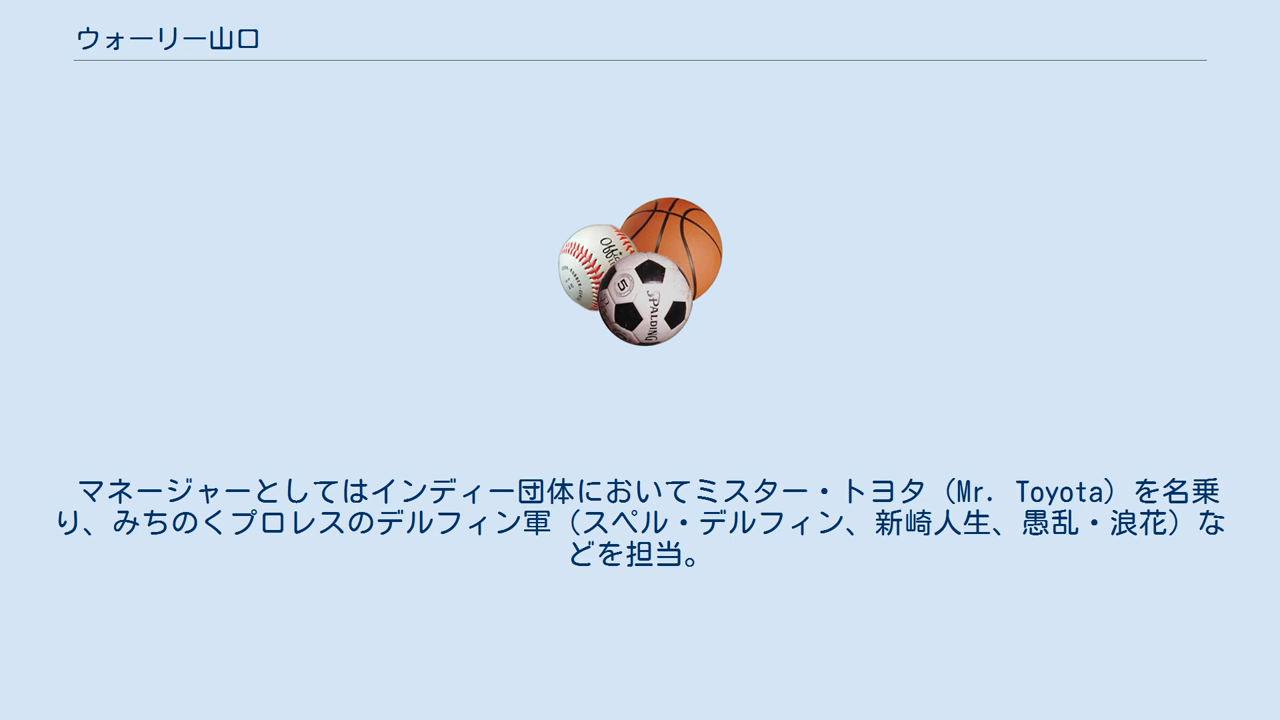 ウォーリー山口
Offic
5
SPALDING
マネージャーとしてはインディー団体においてミスター・トヨタ（Mr. Toyota）を名乗
り、みちのくプロレスのデルフィン軍（スペル・デルフィン、新崎人生、愚乱・浪花）な
どを担当。